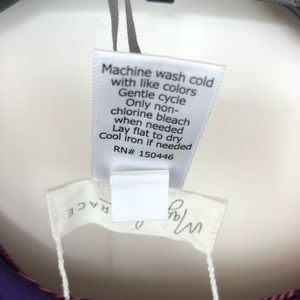 Machine wash cold
with like colors
Gentle cycle
Only non-
chlorine bleach
when needed
Lay flat to dry
Cool iron if needed
RN# 150446
RACE